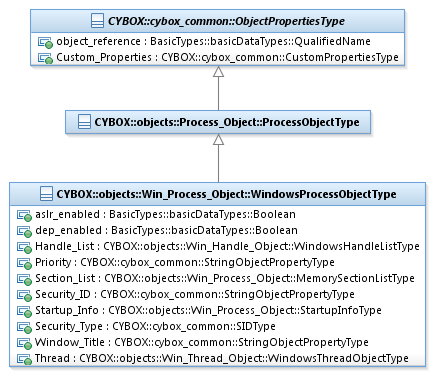 CYBOX::cybox_common::ObjectPropertiesType
object_reference : BasicTypes::basicDataTypes::QualifiedName
Custom_Properties : CYBOX::cybox_common::CustomPropertiesType
CYBOX::objects::Process_Object::ProcessObjectType
CYBOX::objects::Win_Process_Object::WindowsProcessObjectType
aslr_enabled : BasicTypes::basicDataTypes::Boolean
dep_enabled : BasicTypes::basicDataTypes::Boolean
Handle_List : CYBOX::objects::Win_Handle_Object::WindowsHandleListType
Priority : CYBOX::cybox_common::StringObjectPropertyType
Section_List : CYBOX::objects::Win_Process_Object::MemorySectionListType
Security_ID : CYBOX::cybox_common::StringObjectPropertyType
Startup_Info : CYBOX::objects::Win_Process_Object::StartupInfoType
Security_Type : CYBOX::cybox_common::SIDType
Window_Title : CYBOX::cybox_common::StringObjectPropertyType
Thread : CYBOX::objects::Win_Thread_Object::WindowsThreadObjectType